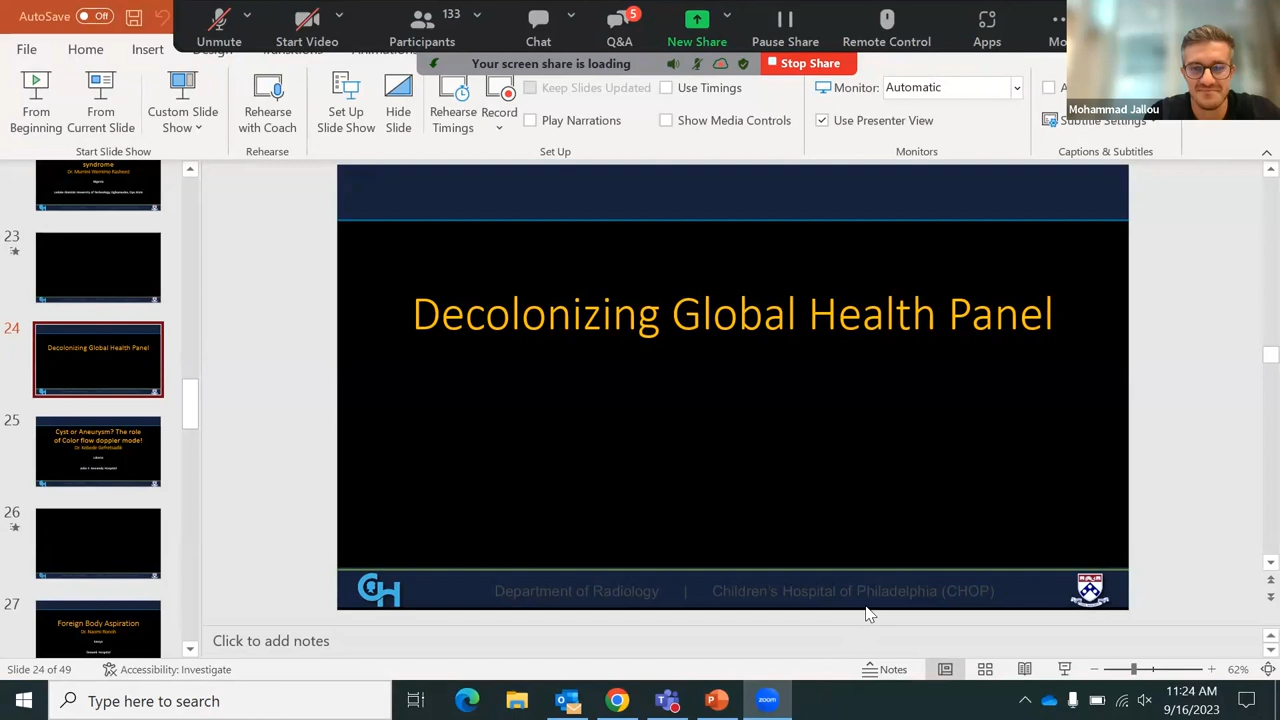 AutoSave Off
133
5
Unmute Start Video Participants Chat Q&A New Share Pause Share Remote Control Apps
Your screen share is loading Stop Share
Mohammad Jallou
File Home Insert
From Beginning
From Current Slide
Custom Slide Show
Rehearse with Coach
Set Up Slide Show
Hide Slide
Rehearse Timings
Record
Keep Slides Updated
Use Timings
Play Narrations
Show Media Controls
Monitor: Automatic
Use Presenter View
Subtitle Settings
Start Slide Show Rehearse Set Up Monitors Captions & Subtitles
syndrome
23
24
Decolonizing Global Health Panel
25
Cyst or Aneurysm? The role
of Color flow doppler mode!
26
27
Foreign Body Aspiration
Decolonizing Global Health Panel
Department of Radiology | Children's Hospital of Philadelphia (CHOP)
Click to add notes
Slide 24 of 49 Accessibility: Investigate Notes 62%
Type here to search
zoom
11:24 AM
9/16/2023